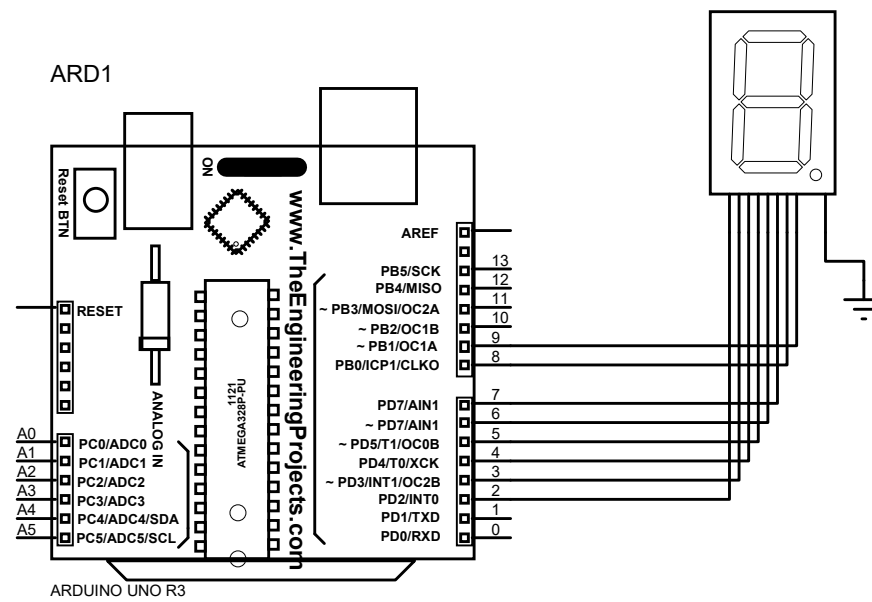 ARD1
Reset BTN
ON
www.TheEngineeringProjects.com
RESET
ANALOG IN
1121
ATMEGA328P-PU
AREF
PB5/SCK 13
PB4/MISO 12
~ PB3/MOSI/OC2A 11
~ PB2/OC1B 10
~ PB1/OC1A 9
PB0/ICP1/CLKO 8
PD7/AIN1 7
~ PD7/AIN1 6
~ PD5/T1/OC0B 5
PD4/T0/XCK 4
~ PD3/INT1/OC2B 3
PD2/INT0 2
PD1/TXD 1
PD0/RXD 0
A0 PC0/ADC0
A1 PC1/ADC1
A2 PC2/ADC2
A3 PC3/ADC3
A4 PC4/ADC4/SDA
A5 PC5/ADC5/SCL
ARDUINO UNO R3